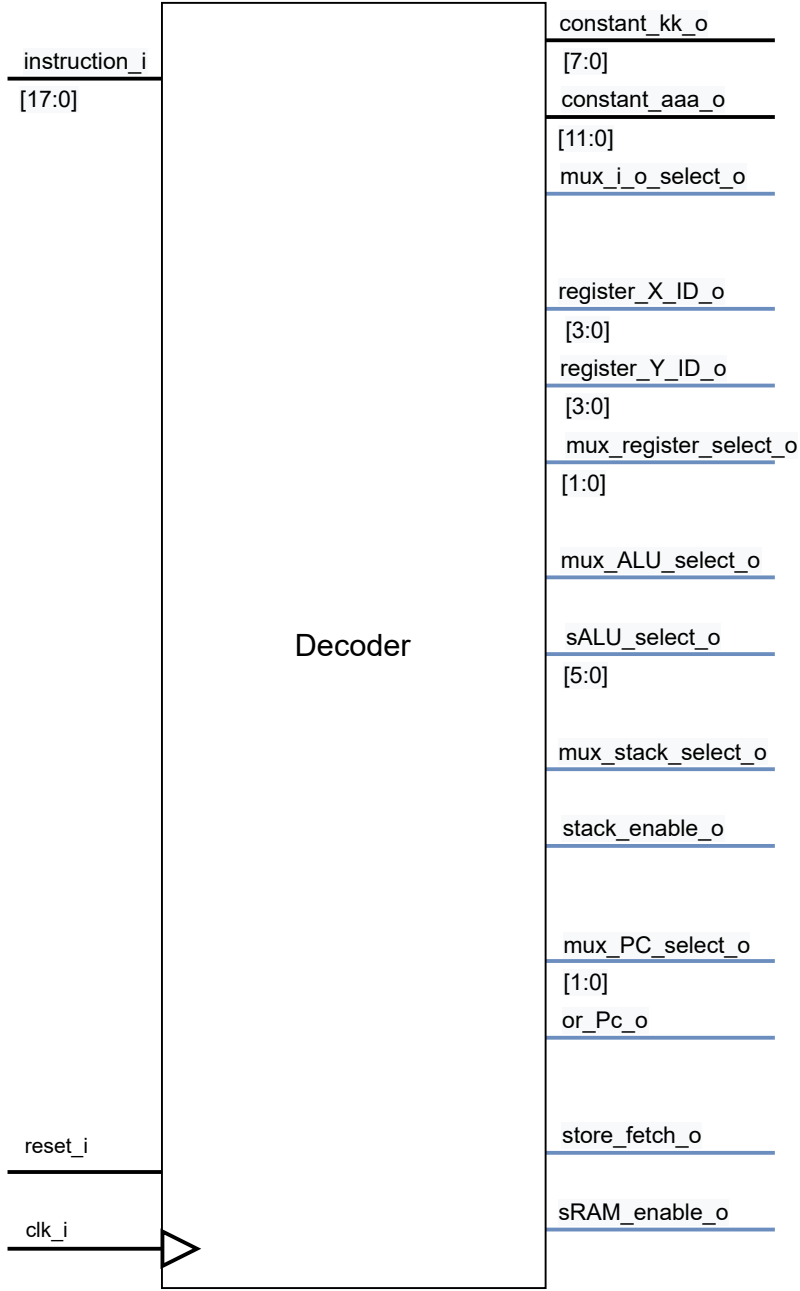 instruction_i
[17:0]
reset_i
clk_i
Decoder
constant_kk_o
[7:0]
constant_aaa_o
[11:0]
mux_i_o_select_o
register_X_ID_o
[3:0]
register_Y_ID_o
[3:0]
mux_register_select_o
[1:0]
mux_ALU_select_o
sALU_select_o
[5:0]
mux_stack_select_o
stack_enable_o
mux_PC_select_o
[1:0]
or_Pc_o
store_fetch_o
sRAM_enable_o